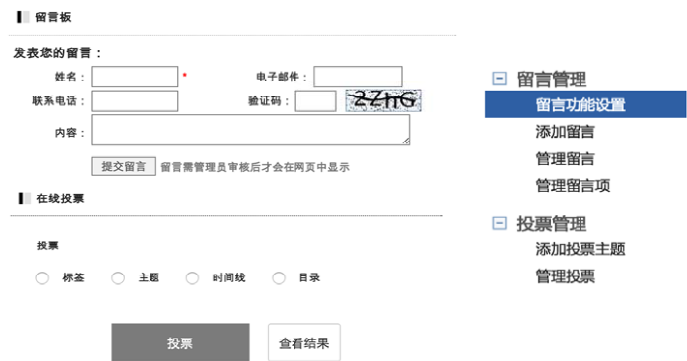 留言板
发表您的留言：
姓名： * 电子邮件：
联系电话： 验证码： ZZhG
内容：
提交留言 留言需管理员审核后才会在网页中显示
在线投票
投票
标签 主题 时间线 目录
投票 查看结果
留言管理
留言功能设置
添加留言
管理留言
管理留言项
投票管理
添加投票主题
管理投票